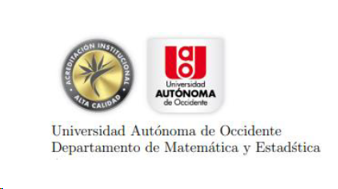 ACREDITACIÓN INSTITUCIONAL
ALTA CALIDAD
Universidad
AUTÓNOMA
de Occidente
Universidad Autónoma de Occidente
Departamento de Matemática y Estadśtica